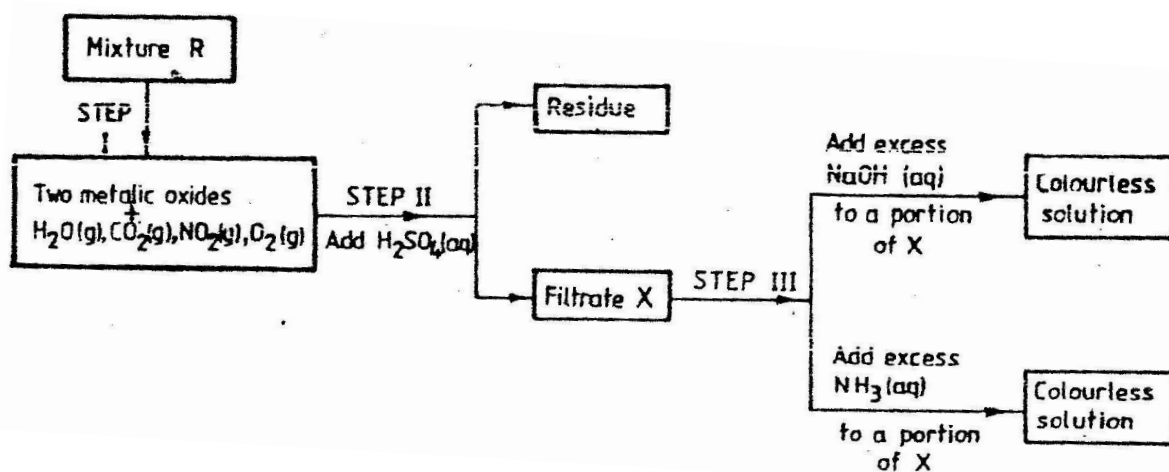 Mixture R
STEP
I
Two metalic oxides
+
H₂O(g), CO₂(g), NO₂(g), O₂(g)
STEP II
Add H₂SO₄(aq)
Residue
Filtrate X
STEP III
Add excess
NaOH (aq)
to a portion
of X
Colourless
solution
Add excess
NH₃(aq)
to a portion
of X
Colourless
solution